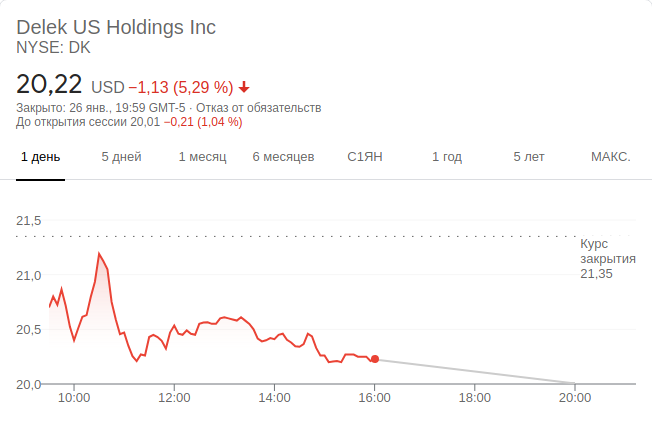 Delek US Holdings Inc
NYSE: DK
20,22 USD −1,13 (5,29 %)
Закрыто: 26 янв., 19:59 GMT-5 · Отказ от обязательств
До открытия сессии 20,01 −0,21 (1,04 %)
1 день 5 дней 1 месяц 6 месяцев С1ЯН 1 год 5 лет МАКС.
21,5
Курс
закрытия
21,35
21,0
20,5
20,0
10:00 12:00 14:00 16:00 18:00 20:00